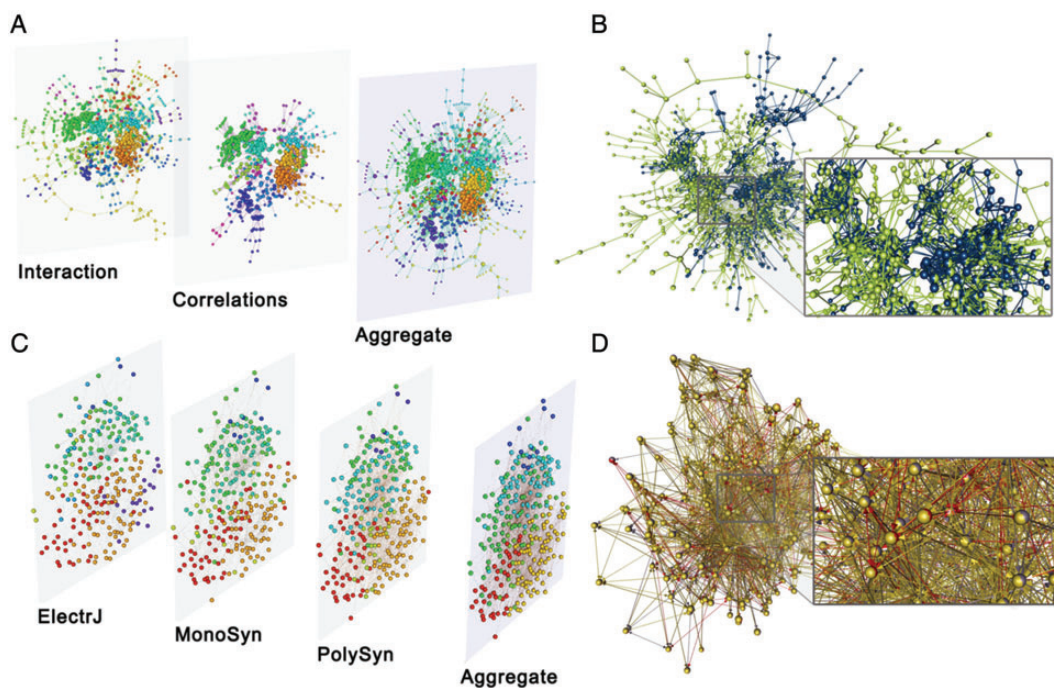 A
B
Interaction
Correlations
Aggregate
C
D
ElectrJ
MonoSyn
PolySyn
Aggregate